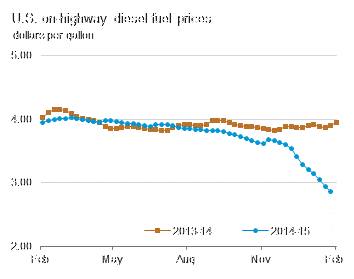 U.S. on-highway diesel fuel prices
dollars per gallon
5.00
4.00
3.00
2.00
Feb May Aug Nov Feb
2013-14 2014-15